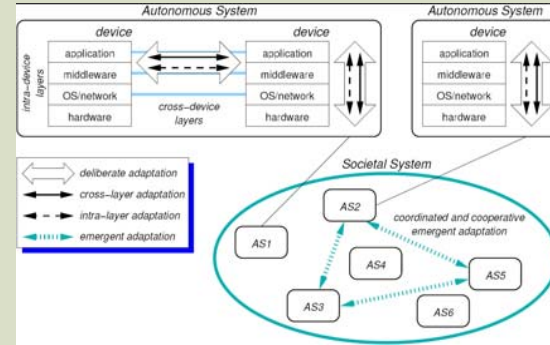 Autonomous System
Autonomous System
device
device
device
intra-device
layers
application
middleware
OS/network
hardware
application
middleware
OS/network
hardware
application
middleware
OS/network
hardware
cross-device
layers
deliberate adaptation
cross-layer adaptation
intra-layer adaptation
emergent adaptation
Societal System
AS1
AS2
coordinated and cooperative
emergent adaptation
AS4
AS5
AS3
AS6